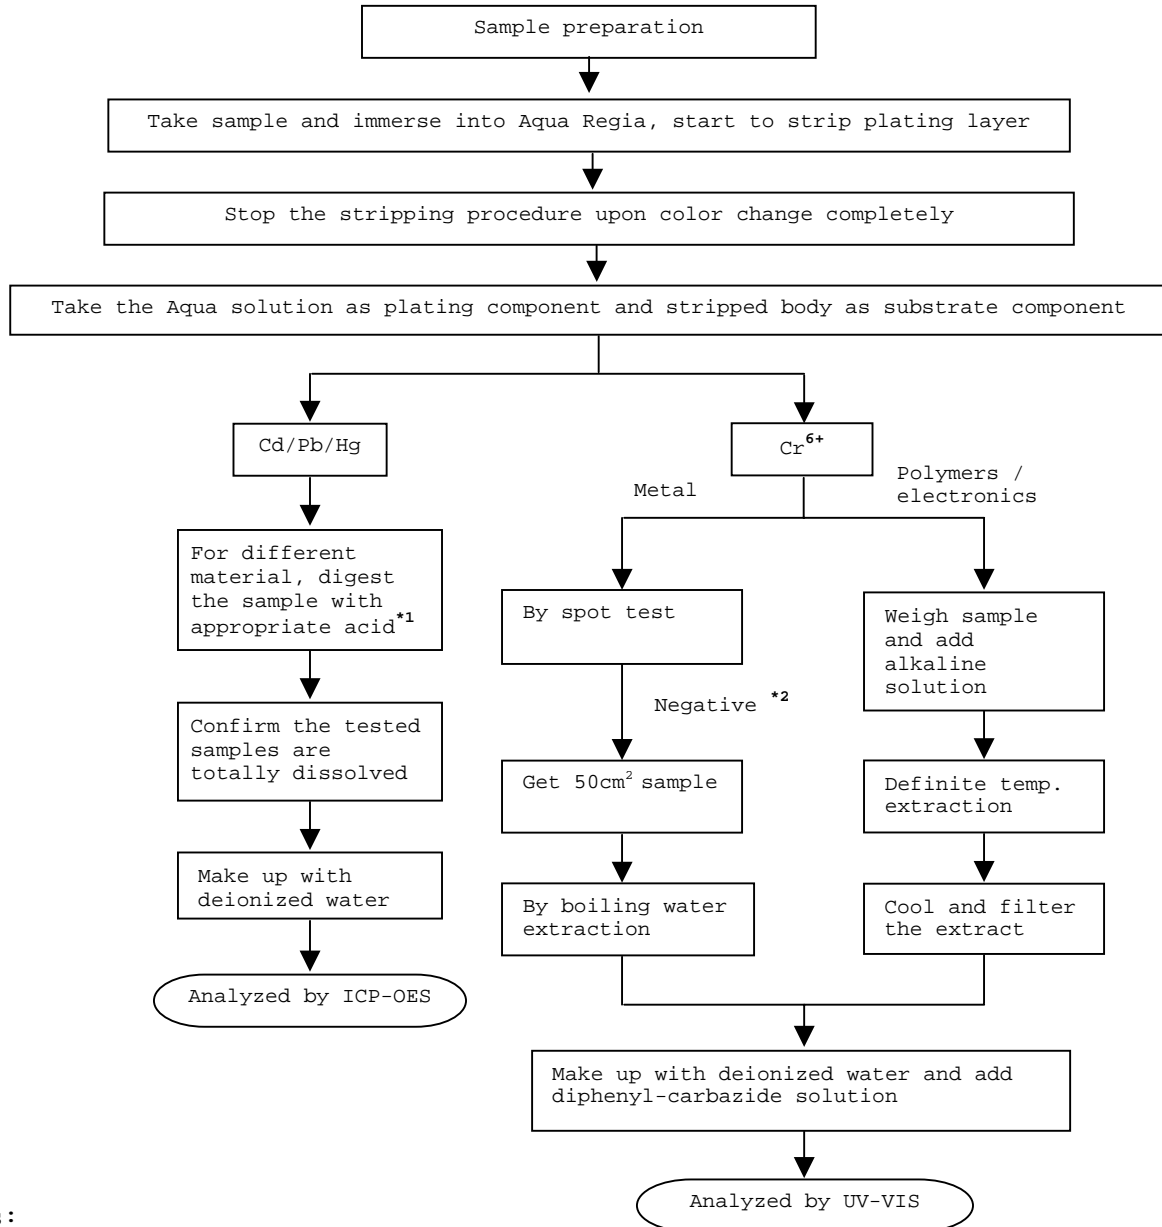 Sample preparation
Take sample and immerse into Aqua Regia, start to strip plating layer
Stop the stripping procedure upon color change completely
Take the Aqua solution as plating component and stripped body as substrate component
Cd/Pb/Hg
For different
material, digest
the sample with
appropriate acid*1
Confirm the tested
samples are
totally dissolved
Make up with
deionized water
Analyzed by ICP-OES
Cr6+
Metal
Polymers /
electronics
By spot test
Negative *2
Get 50cm2 sample
By boiling water
extraction
Weigh sample
and add
alkaline
solution
Definite temp.
extraction
Cool and filter
the extract
Make up with deionized water and add
diphenyl-carbazide solution
Analyzed by UV-VIS